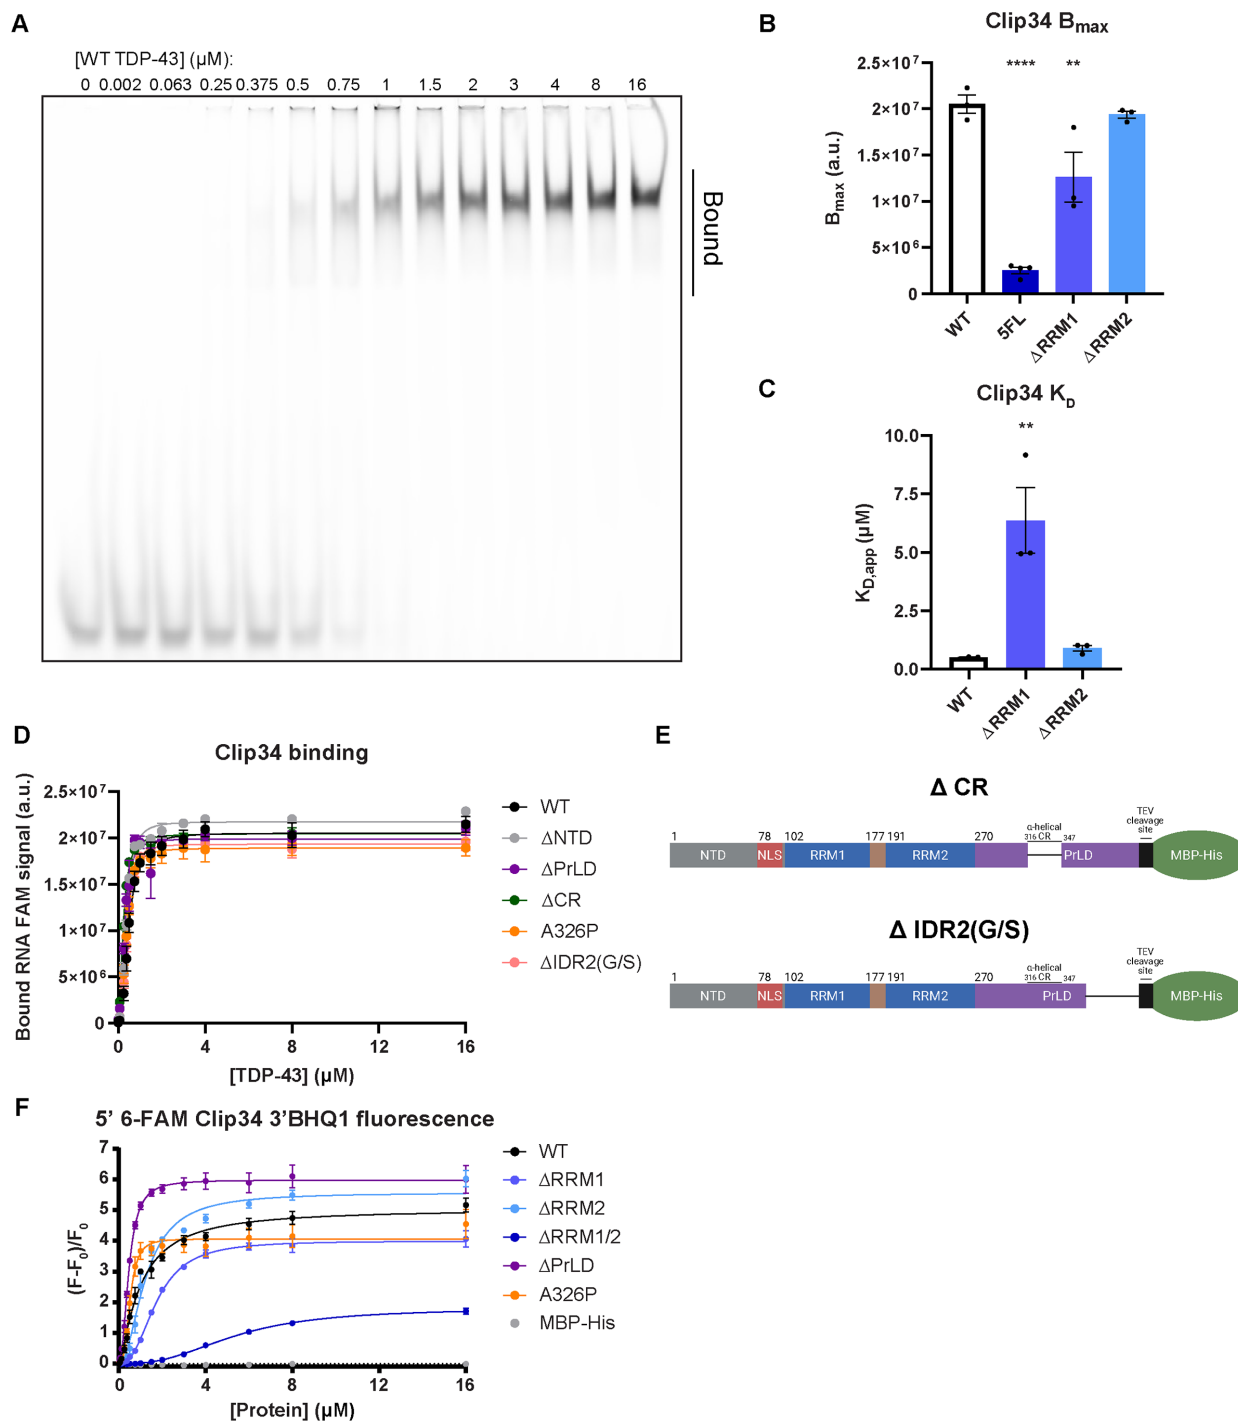 A
[WT TDP-43] (µM):
0 0.002 0.063 0.25 0.375 0.5 0.75 1 1.5 2 3 4 8 16
Bound
B
Clip34 Bmax
Bmax (a.u.)
2.5×10⁷
2×10⁷
1.5×10⁷
1×10⁷
5×10⁶
0
**** **
WT 5FL ΔRRM1 ΔRRM2
C
Clip34 KD
KD,app (µM)
10.0
7.5
5.0
2.5
0.0
**
WT ΔRRM1 ΔRRM2
D
Clip34 binding
Bound RNA FAM signal (a.u.)
2.5×10⁷
2×10⁷
1.5×10⁷
1×10⁷
5×10⁶
0
0 4 8 12 16
[TDP-43] (µM)
WT
ΔNTD
ΔPrLD
ΔCR
A326P
ΔIDR2(G/S)
E
Δ CR
TEV
cleavage
site
α-helical
1 78 102 177 191 270 316 CR 347
NTD NLS RRM1 RRM2 PrLD MBP-His
Δ IDR2(G/S)
TEV
cleavage
site
α-helical
1 78 102 177 191 270 316 CR 347
NTD NLS RRM1 RRM2 PrLD MBP-His
F
5' 6-FAM Clip34 3'BHQ1 fluorescence
(F-F0)/F0
7
6
5
4
3
2
1
0
0 4 8 12 16
[Protein] (µM)
WT
ΔRRM1
ΔRRM2
ΔRRM1/2
ΔPrLD
A326P
MBP-His